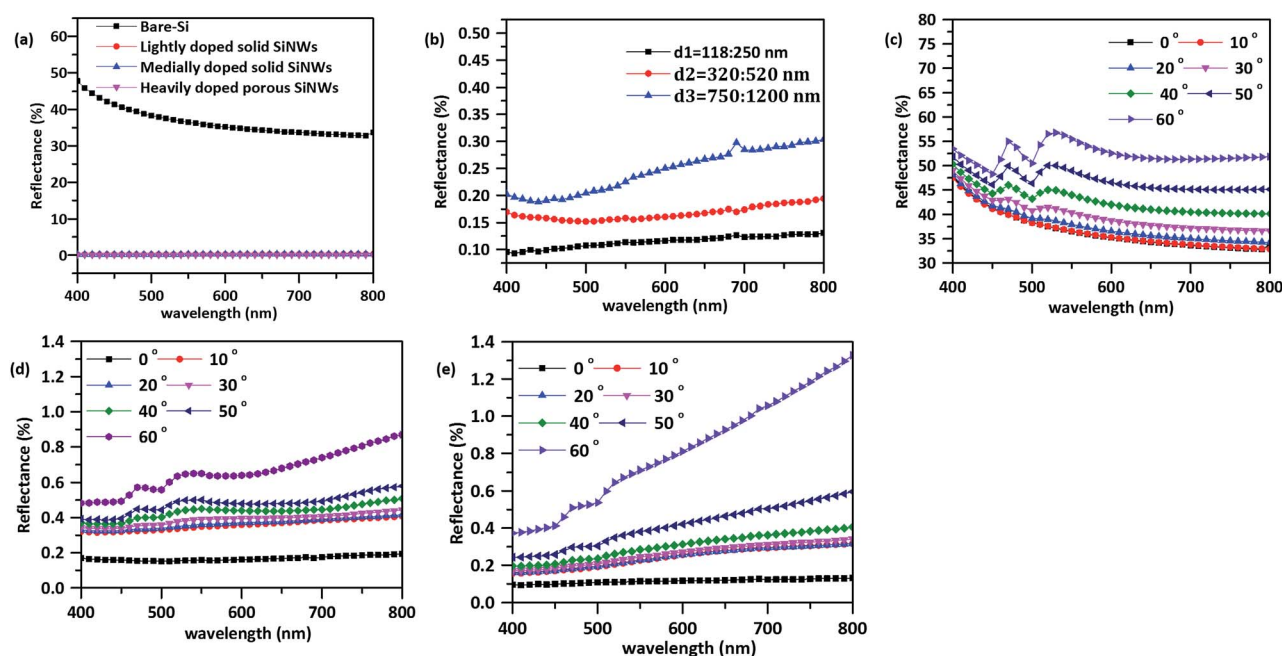 (a)
Reflectance (%)
60
50
40
30
20
10
0
Bare-Si
Lightly doped solid SiNWs
Medially doped solid SiNWs
Heavily doped porous SiNWs
400 500 600 700 800
wavelength (nm)
(b)
Reflectance (%)
0.50
0.45
0.40
0.35
0.30
0.25
0.20
0.15
0.10
d1=118:250 nm
d2=320:520 nm
d3=750:1200 nm
400 500 600 700 800
wavelength (nm)
(c)
Reflectance (%)
80
75
70
65
60
55
50
45
40
35
30
0 ° 10 °
20 ° 30 °
40 ° 50 °
60 °
400 500 600 700 800
wavelength (nm)
(d)
Reflectance (%)
1.4
1.2
1.0
0.8
0.6
0.4
0.2
0.0
0 ° 10 °
20 ° 30 °
40 ° 50 °
60 °
400 500 600 700 800
wavelength (nm)
(e)
Reflectance (%)
1.4
1.2
1.0
0.8
0.6
0.4
0.2
0.0
0 ° 10 °
20 ° 30 °
40 ° 50 °
60 °
400 500 600 700 800
wavelength (nm)